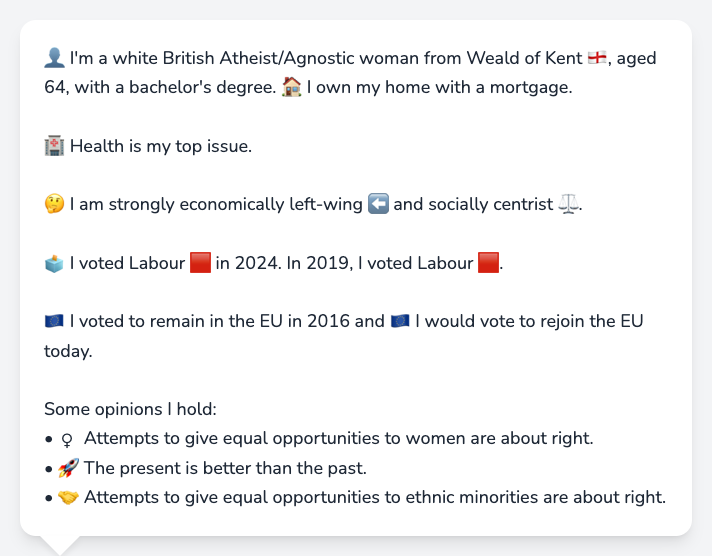 👤 I'm a white British Atheist/Agnostic woman from Weald of Kent 🏴󠁧󠁢󠁥󠁮󠁧󠁿, aged
64, with a bachelor's degree. 🏠 I own my home with a mortgage.
🏥 Health is my top issue.
🤔 I am strongly economically left-wing ⬅️ and socially centrist ⚖️.
🗳️ I voted Labour 🟥 in 2024. In 2019, I voted Labour 🟥.
🇪🇺 I voted to remain in the EU in 2016 and 🇪🇺 I would vote to rejoin the EU
today.
Some opinions I hold:
• ♀ Attempts to give equal opportunities to women are about right.
• 🚀 The present is better than the past.
• 🤝 Attempts to give equal opportunities to ethnic minorities are about right.